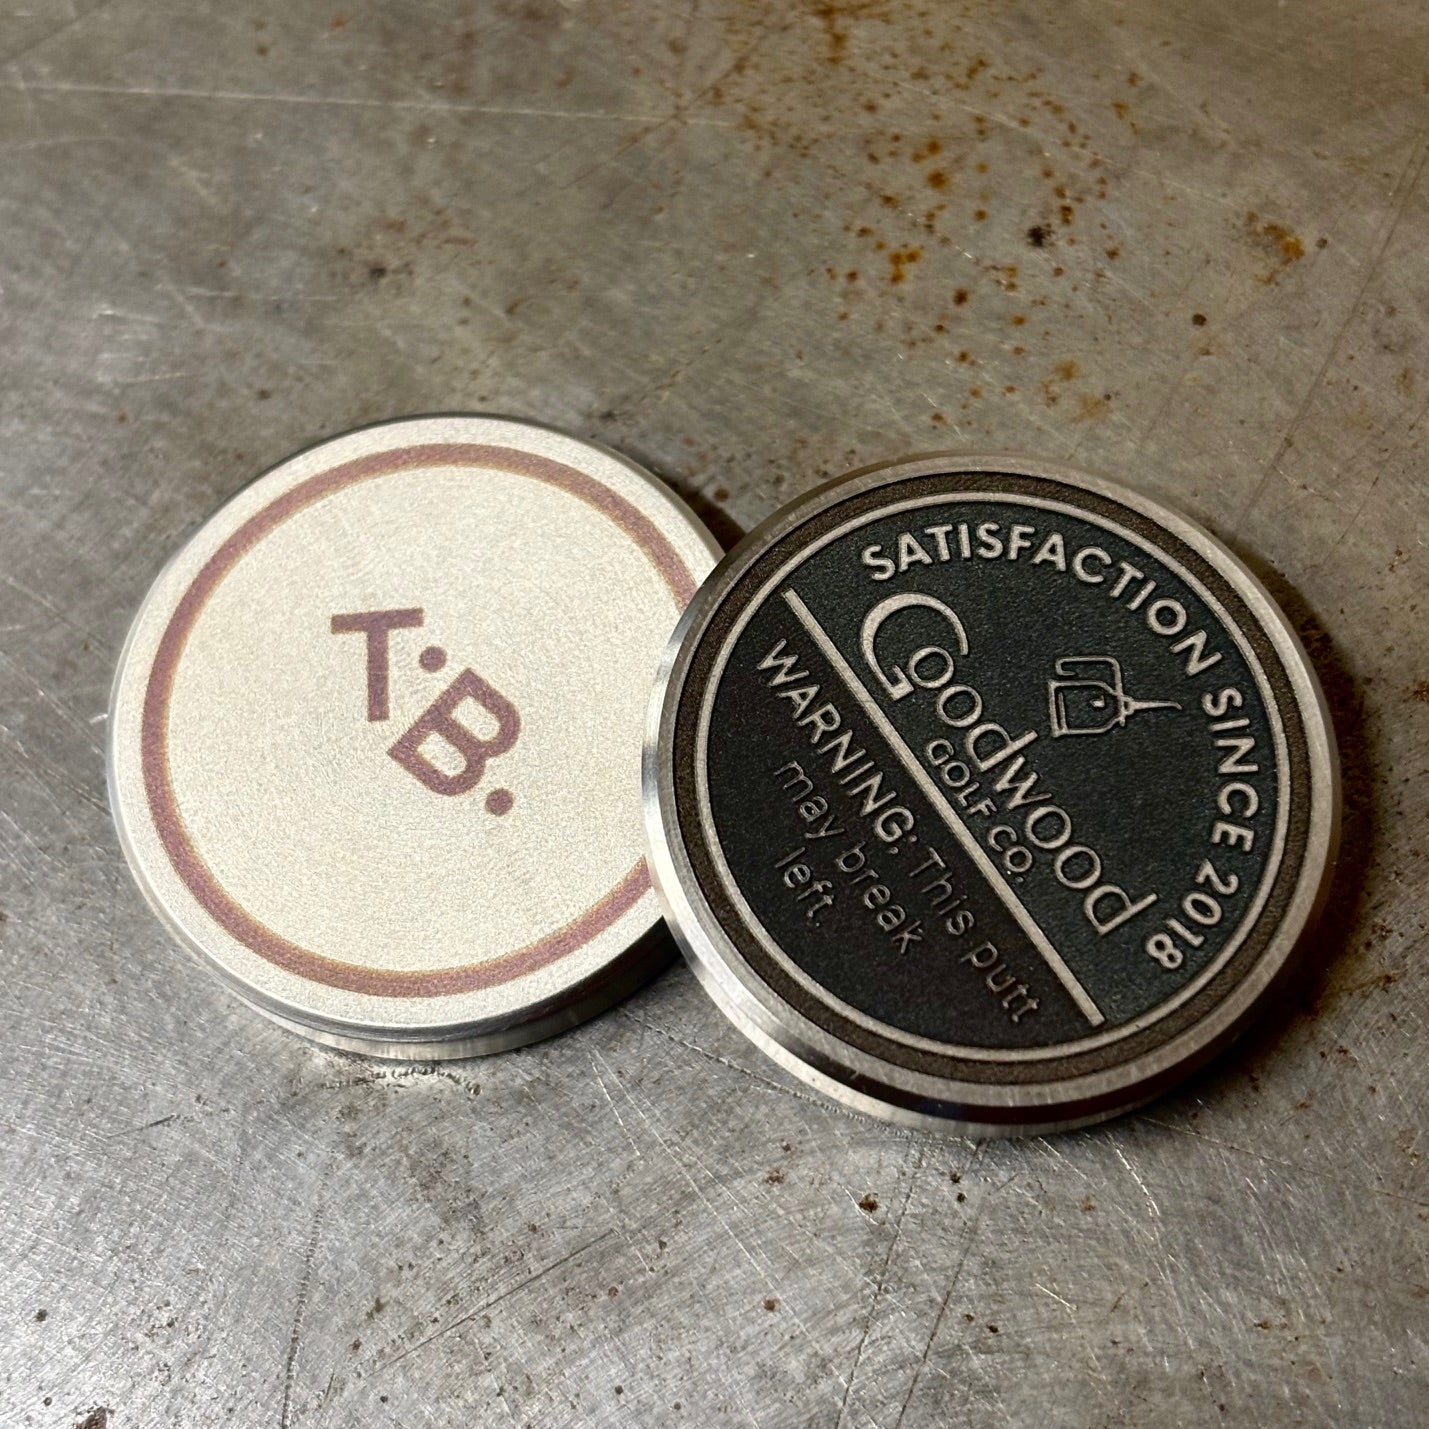 T.B.
SATISFACTION SINCE 2018
Goodwood
GOLF CO.
WARNING: This putt
may break
left.